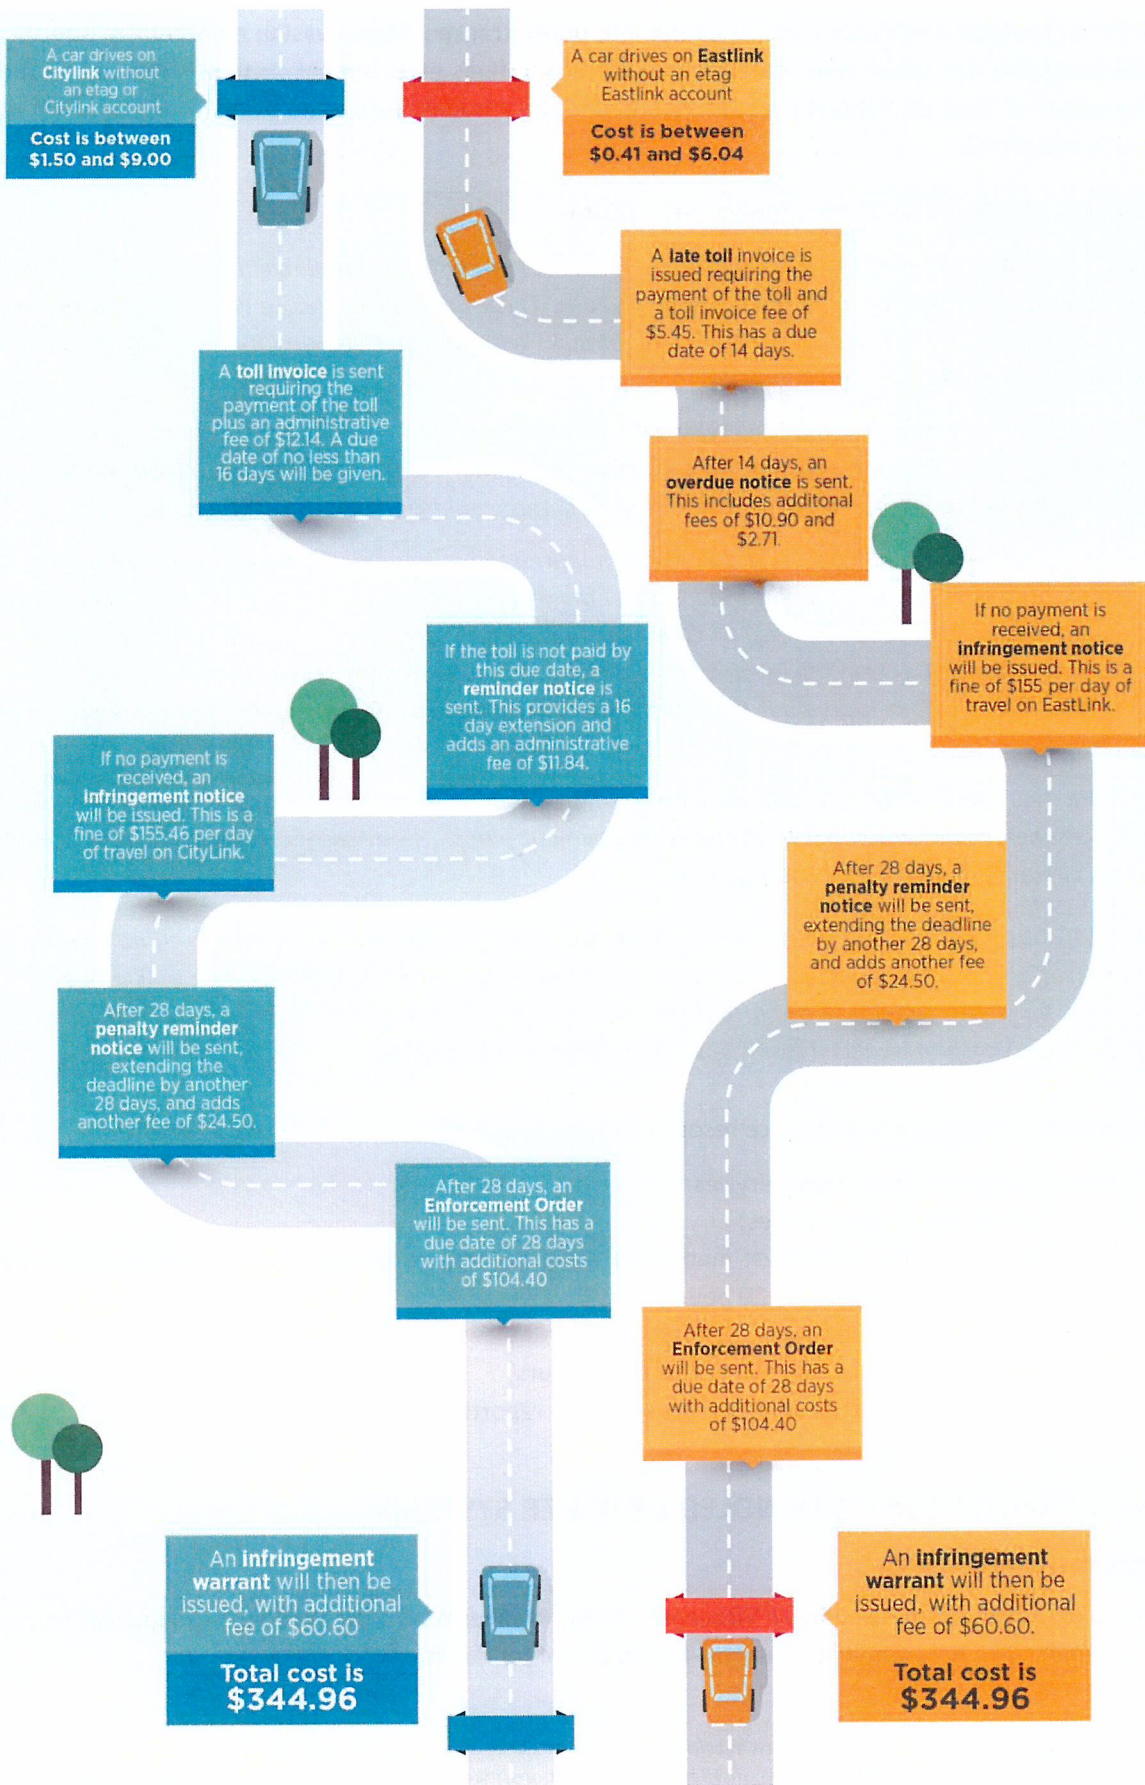 A car drives on
Citylink without
an etag or
Citylink account
Cost is between
$1.50 and $9.00
A car drives on Eastlink
without an etag
Eastlink account
Cost is between
$0.41 and $6.04
A late toll invoice is
issued requiring the
payment of the toll and
a toll invoice fee of
$5.45. This has a due
date of 14 days.
A toll invoice is sent
requiring the
payment of the toll
plus an administrative
fee of $12.14. A due
date of no less than
16 days will be given.
After 14 days, an
overdue notice is sent.
This includes additonal
fees of $10.90 and
$2.71.
If no payment is
received, an
infringement notice
will be issued. This is a
fine of $155 per day of
travel on EastLink.
If the toll is not paid by
this due date, a
reminder notice is
sent. This provides a 16
day extension and
adds an administrative
fee of $11.84.
If no payment is
received, an
infringement notice
will be issued. This is a
fine of $155.46 per day
of travel on CityLink.
After 28 days, a
penalty reminder
notice will be sent,
extending the deadline
by another 28 days,
and adds another fee
of $24.50.
After 28 days, a
penalty reminder
notice will be sent,
extending the
deadline by another
28 days, and adds
another fee of $24.50.
After 28 days, an
Enforcement Order
will be sent. This has a
due date of 28 days
with additional costs
of $104.40
After 28 days, an
Enforcement Order
will be sent. This has a
due date of 28 days
with additional costs
of $104.40
An infringement
warrant will then be
issued, with additional
fee of $60.60
Total cost is
$344.96
An infringement
warrant will then be
issued, with additional
fee of $60.60.
Total cost is
$344.96